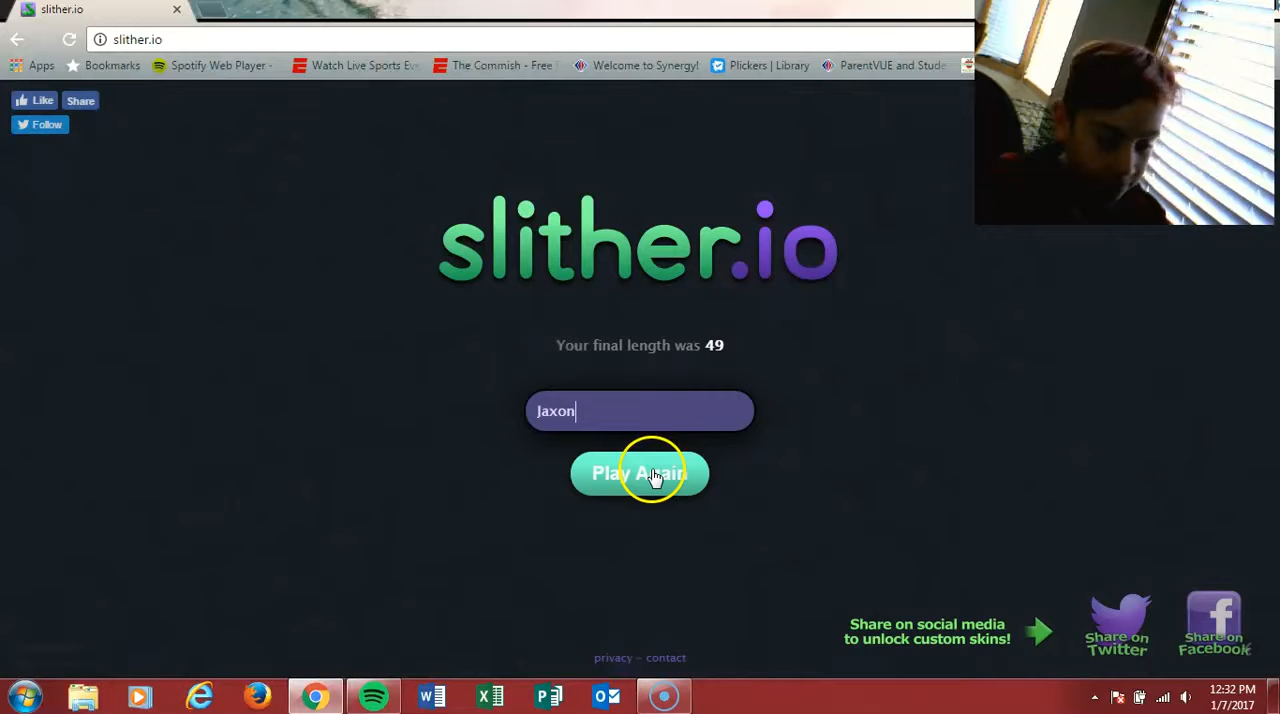 slither.io
slither.io
Apps Bookmarks Spotify Web Player - Watch Live Sports Eve The Commish - Free Welcome to Synergy! Plickers | Library ParentVUE and Stude
Like Share
Follow
slither.io
Your final length was 49
Jaxon
Play Again
Share on social media
to unlock custom skins!
Share on
Twitter
Share on
Facebook
privacy - contact
12:32 PM
1/7/2017